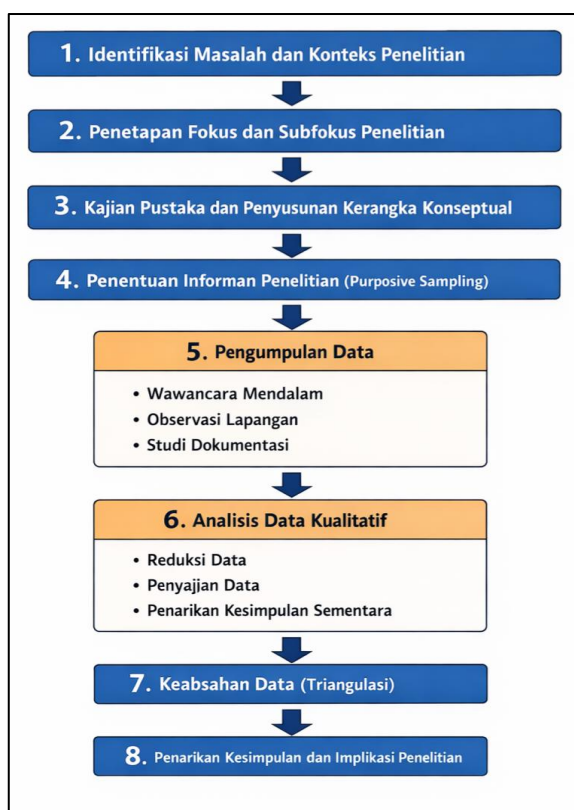 1. Identifikasi Masalah dan Konteks Penelitian
2. Penetapan Fokus dan Subfokus Penelitian
3. Kajian Pustaka dan Penyusunan Kerangka Konseptual
4. Penentuan Informan Penelitian (Purposive Sampling)
5. Pengumpulan Data
• Wawancara Mendalam
• Observasi Lapangan
• Studi Dokumentasi
6. Analisis Data Kualitatif
• Reduksi Data
• Penyajian Data
• Penarikan Kesimpulan Sementara
7. Keabsahan Data (Triangulasi)
8. Penarikan Kesimpulan dan Implikasi Penelitian